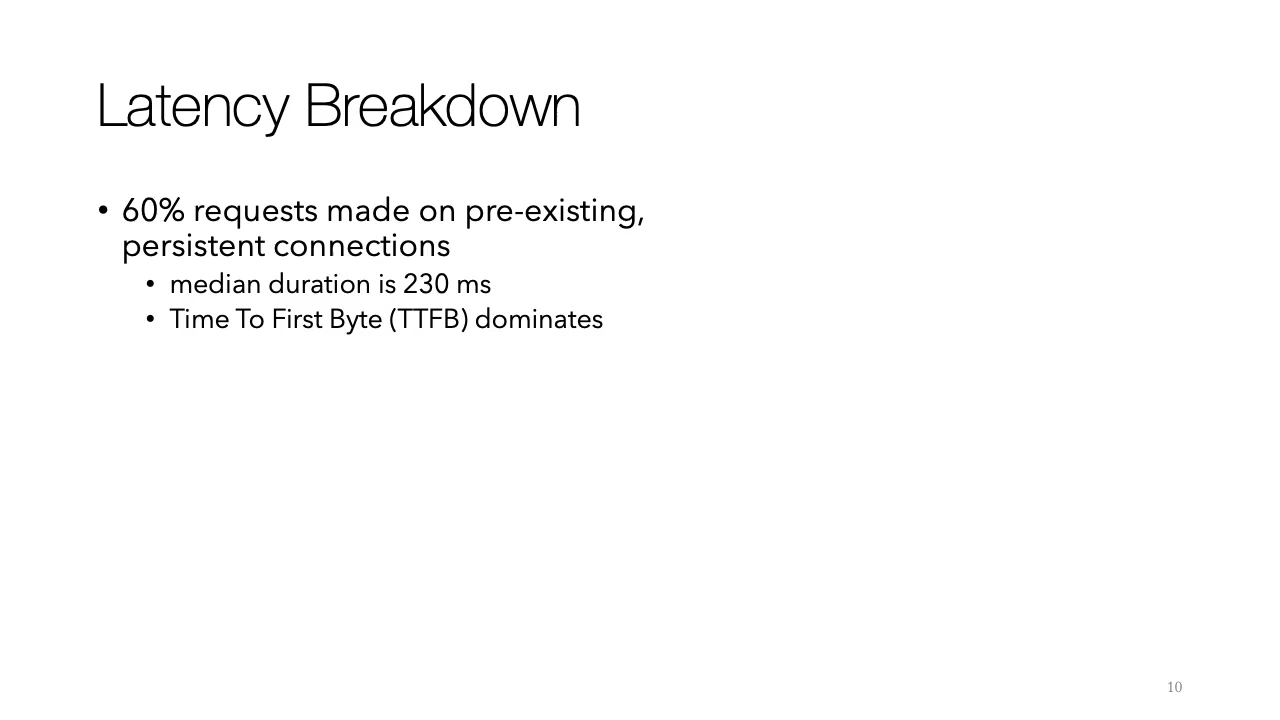 Latency Breakdown
• 60% requests made on pre-existing,
persistent connections
• median duration is 230 ms
• Time To First Byte (TTFB) dominates
10